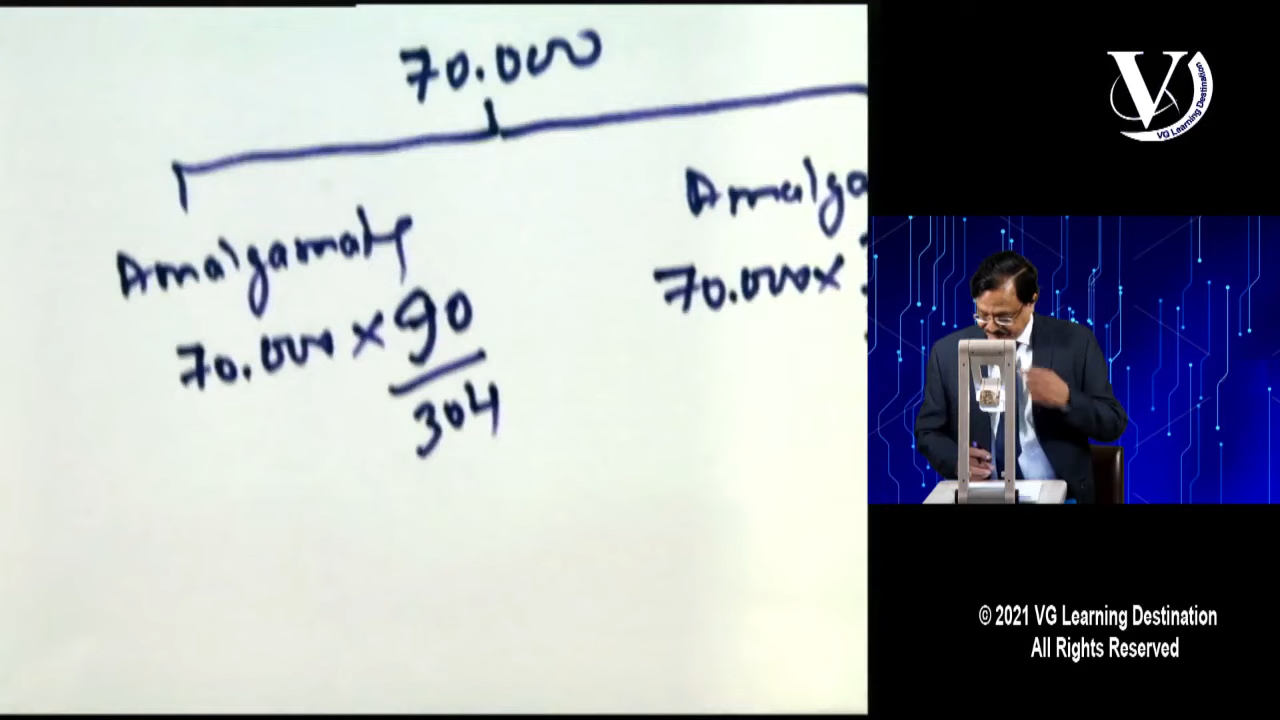 70.000
Amalgamatg
Amalga
70.000 × 90
70.000×
304
V
VG Learning Destination
© 2021 VG Learning Destination
All Rights Reserved